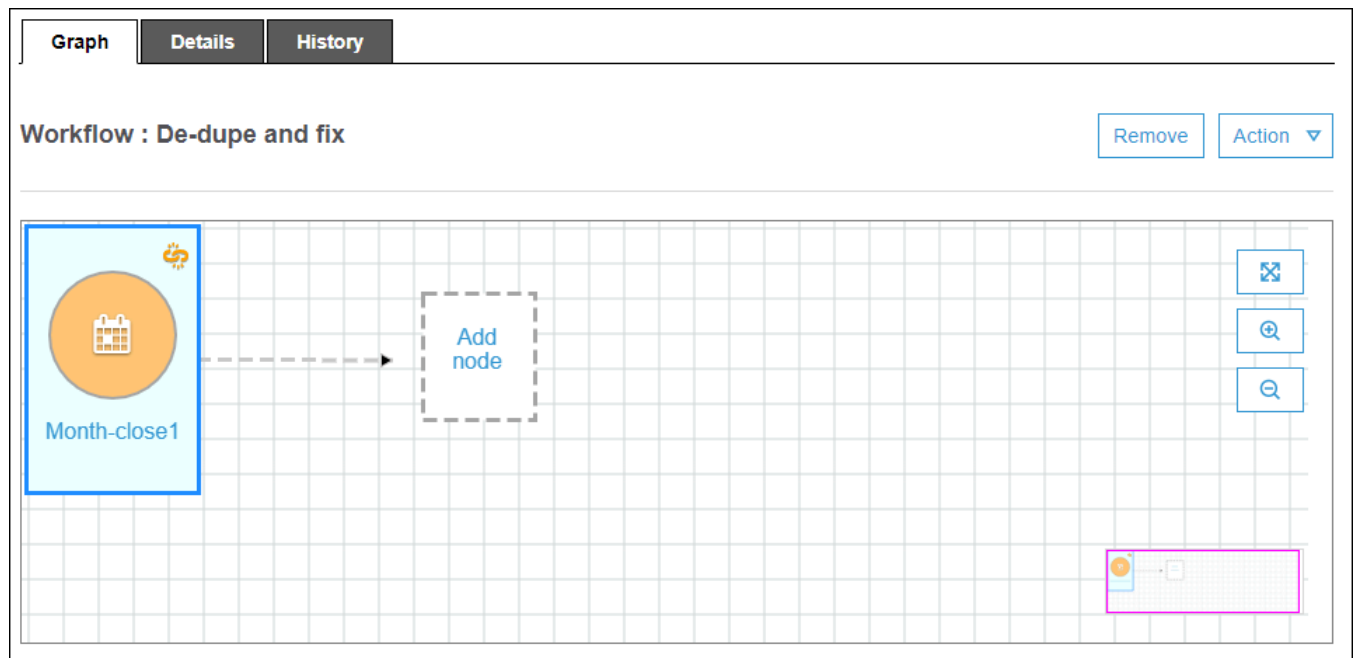 Graph Details History
Workflow : De-dupe and fix
Remove Action
Add
node
Month-close1